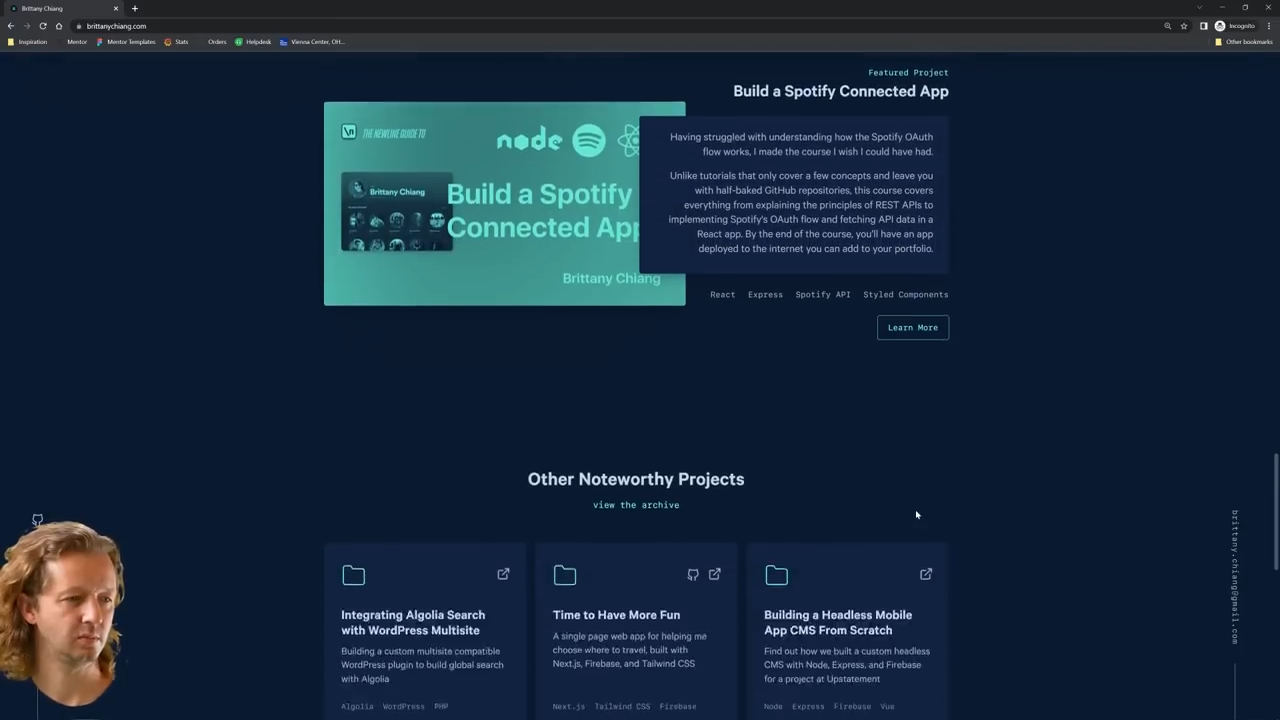 Brittany Chiang
brittanychiang.com
Incognito
Inspiration
Mentor
Mentor Templates
Stats
Orders
Helpdesk
Vienna Center, OH...
Other bookmarks
Featured Project
Build a Spotify Connected App
\n THE NEWLINE GUIDE TO
node
Brittany Chiang
Build a Spotify
Connected App
Brittany Chiang
Having struggled with understanding how the Spotify OAuth
flow works, I made the course I wish I could have had.
Unlike tutorials that only cover a few concepts and leave you
with half-baked GitHub repositories, this course covers
everything from explaining the principles of REST APIs to
implementing Spotify's OAuth flow and fetching API data in a
React app. By the end of the course, you'll have an app
deployed to the internet you can add to your portfolio.
React Express Spotify API Styled Components
Learn More
Other Noteworthy Projects
view the archive
Integrating Algolia Search
with WordPress Multisite
Building a custom multisite compatible
WordPress plugin to build global search
with Algolia
Algolia WordPress PHP
Time to Have More Fun
A single page web app for helping me
choose where to travel, built with
Next.js, Firebase, and Tailwind CSS
Next.js Tailwind CSS Firebase
Building a Headless Mobile
App CMS From Scratch
Find out how we built a custom headless
CMS with Node, Express, and Firebase
for a project at Upstatement
Node Express Firebase Vue
brittany.chiang@gmail.com